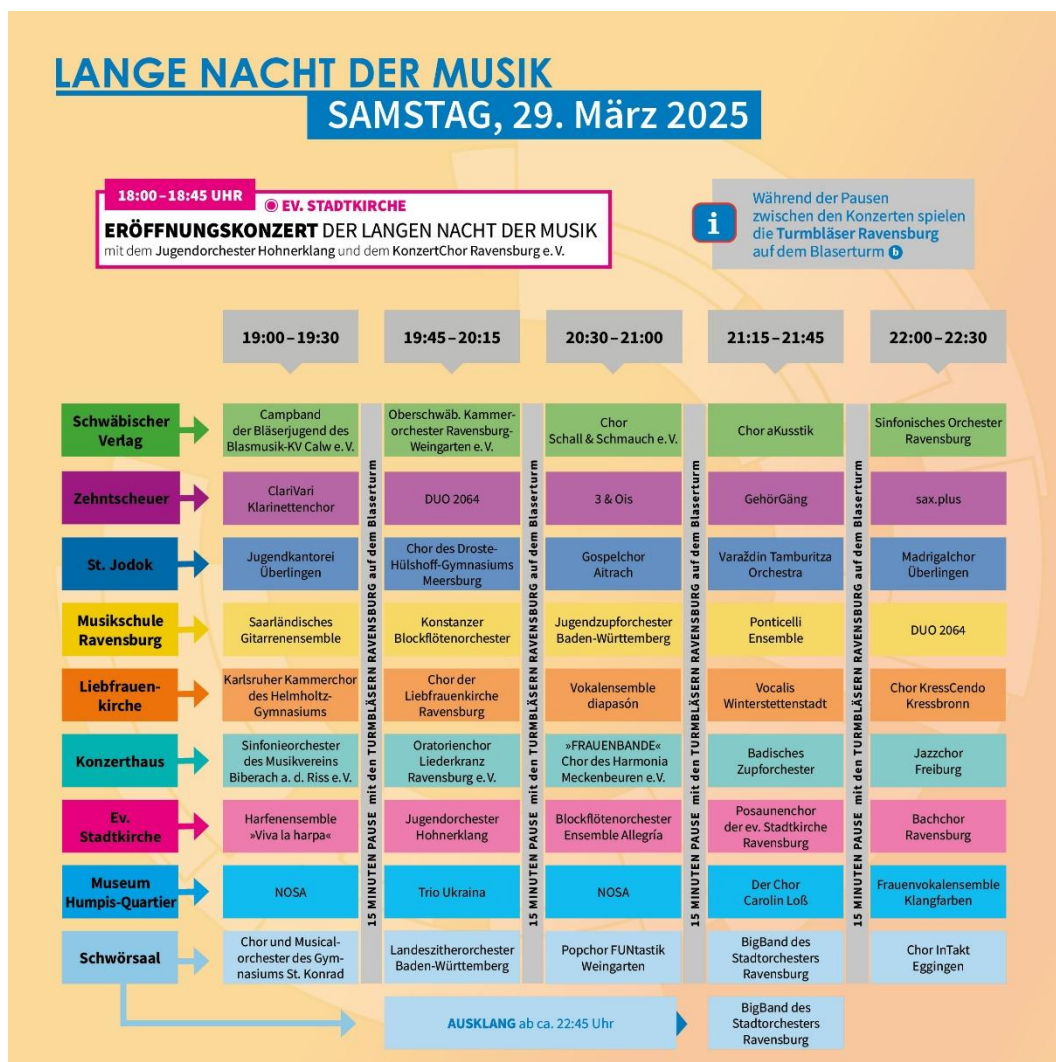 LANGE NACHT DER MUSIK
SAMSTAG, 29. März 2025
18:00–18:45 UHR
EV. STADTKIRCHE
ERÖFFNUNGSKONZERT DER LANGEN NACHT DER MUSIK
mit dem Jugendorchester Hohnerklang und dem KonzertChor Ravensburg e. V.
i
Während der Pausen
zwischen den Konzerten spielen
die Turmbläser Ravensburg
auf dem Blaserturm b
19:00–19:30
19:45–20:15
20:30–21:00
21:15–21:45
22:00–22:30
Schwäbischer
Verlag
Campband
der Bläserjugend des
Blasmusik-KV Calw e. V.
Oberschwäb. Kammer-
orchester Ravensburg-
Weingarten e. V.
Chor
Schall & Schmauch e. V.
Chor aKusstik
Sinfonisches Orchester
Ravensburg
Zehntscheuer
ClariVari
Klarinettenchor
DUO 2064
3 & Ois
GehörGäng
sax.plus
St. Jodok
Jugendkantorei
Überlingen
Chor des Droste-
Hülshoff-Gymnasiums
Meersburg
Gospelchor
Aitrach
Varaždin Tamburitza
Orchestra
Madrigalchor
Überlingen
Musikschule
Ravensburg
Saarländisches
Gitarrenensemble
Konstanzer
Blockflötenorchester
Jugendzupforchester
Baden-Württemberg
Ponticelli
Ensemble
DUO 2064
Liebfrauen-
kirche
Karlsruher Kammerchor
des Helmholtz-
Gymnasiums
Chor der
Liebfrauenkirche
Ravensburg
Vokalensemble
diapasón
Vocalis
Winterstettenstadt
Chor KressCendo
Kressbronn
Konzerthaus
Sinfonieorchester
des Musikvereins
Biberach a. d. Riss e. V.
Oratorienchor
Liederkranz
Ravensburg e. V.
»FRAUENBANDE«
Chor des Harmonia
Meckenbeuren e. V.
Badisches
Zupforchester
Jazzchor
Freiburg
Ev.
Stadtkirche
Harfenensemble
»Viva la harpa«
Jugendorchester
Hohnerklang
Blockflötenorchester
Ensemble Allegría
Posaunenchor
der ev. Stadtkirche
Ravensburg
Bachchor
Ravensburg
Museum
Humpis-Quartier
NOSA
Trio Ukraina
NOSA
Der Chor
Carolin Loß
Frauenvokalensemble
Klangfarben
Schwörsaal
Chor und Musical-
orchester des Gym-
nasiums St. Konrad
Landeszitherorchester
Baden-Württemberg
Popchor FUNtastik
Weingarten
BigBand des
Stadtorchesters
Ravensburg
Chor InTakt
Eggingen
15 MINUTEN PAUSE mit den TURMBLÄSERN RAVENSBURG auf dem Blaserturm
15 MINUTEN PAUSE mit den TURMBLÄSERN RAVENSBURG auf dem Blaserturm
15 MINUTEN PAUSE mit den TURMBLÄSERN RAVENSBURG auf dem Blaserturm
15 MINUTEN PAUSE mit den TURMBLÄSERN RAVENSBURG auf dem Blaserturm
AUSKLANG ab ca. 22:45 Uhr
BigBand des
Stadtorchesters
Ravensburg